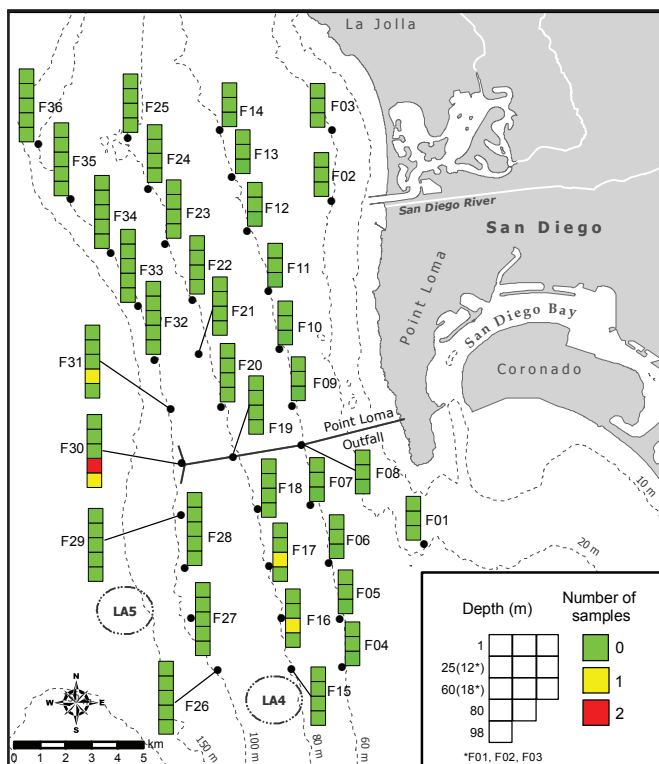 La Jolla
F36
F25
F14
F03
F35
F24
F13
F02
San Diego River
F34
F23
F12
San Diego
F33
F22
F11
F32
F21
F10
Point Loma
San Diego Bay
Coronado
F31
F20
F09
F19
Point Loma
Outfall
F30
F08
F18
F07
F01
10 m
F29
F28
F17
F06
20 m
LA5
F27
F16
F05
F04
LA4
F15
F26
N
W E
S
0 1 2 3 4 5
km
150 m
100 m
80 m
60 m
Depth (m)
Number of
samples
1
25(12*)
60(18*)
80
98
0
1
2
*F01, F02, F03